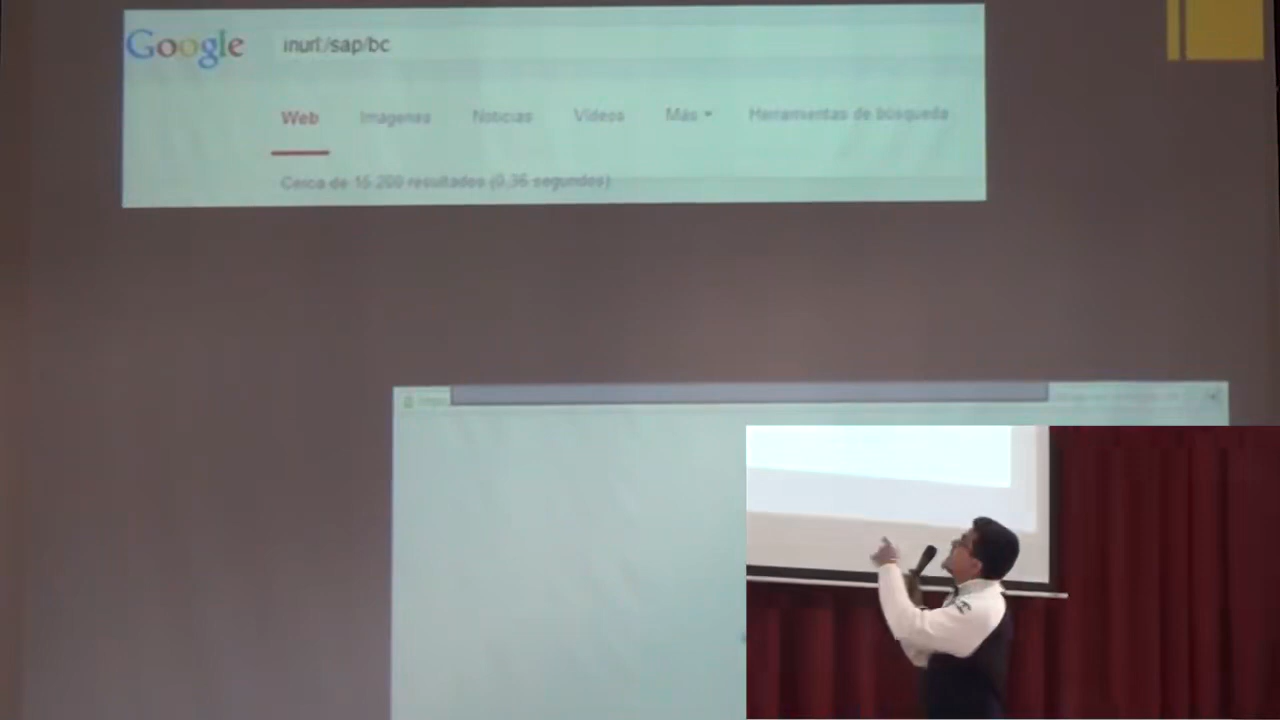 Google inurl:/sap/bc
Web Imágenes Noticias Vídeos Más Herramientas de búsqueda
Cerca de 15.200 resultados (0,36 segundos)